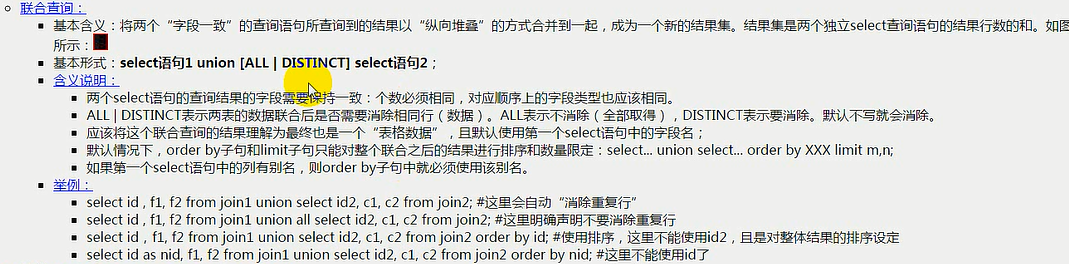 联合查询：
基本含义：将两个“字段一致”的查询语句所查询到的结果以“纵向堆叠”的方式合并到一起，成为一个新的结果集。结果集是两个独立select查询语句的结果行数的和。如图
所示：
基本形式：select语句1 union [ALL | DISTINCT] select语句2；
含义说明：
两个select语句的查询结果的字段需要保持一致：个数必须相同，对应顺序上的字段类型也应该相同。
ALL | DISTINCT表示两表的数据联合后是否需要消除相同行（数据）。ALL表示不消除（全部取得），DISTINCT表示要消除。默认不写就会消除。
应该将这个联合查询的结果理解为最终也是一个“表格数据”，且默认使用第一个select语句中的字段名；
默认情况下，order by子句和limit子句只能对整个联合之后的结果进行排序和数量限定：select... union select... order by XXX limit m,n;
如果第一个select语句中的列有别名，则order by子句中就必须使用该别名。
举例：
select id , f1, f2 from join1 union select id2, c1, c2 from join2; #这里会自动“消除重复行”
select id , f1, f2 from join1 union all select id2, c1, c2 from join2; #这里明确声明不要消除重复行
select id , f1, f2 from join1 union select id2, c1, c2 from join2 order by id; #使用排序，这里不能使用id2，且是对整体结果的排序设定
select id as nid, f1, f2 from join1 union select id2, c1, c2 from join2 order by nid; #这里不能使用id了